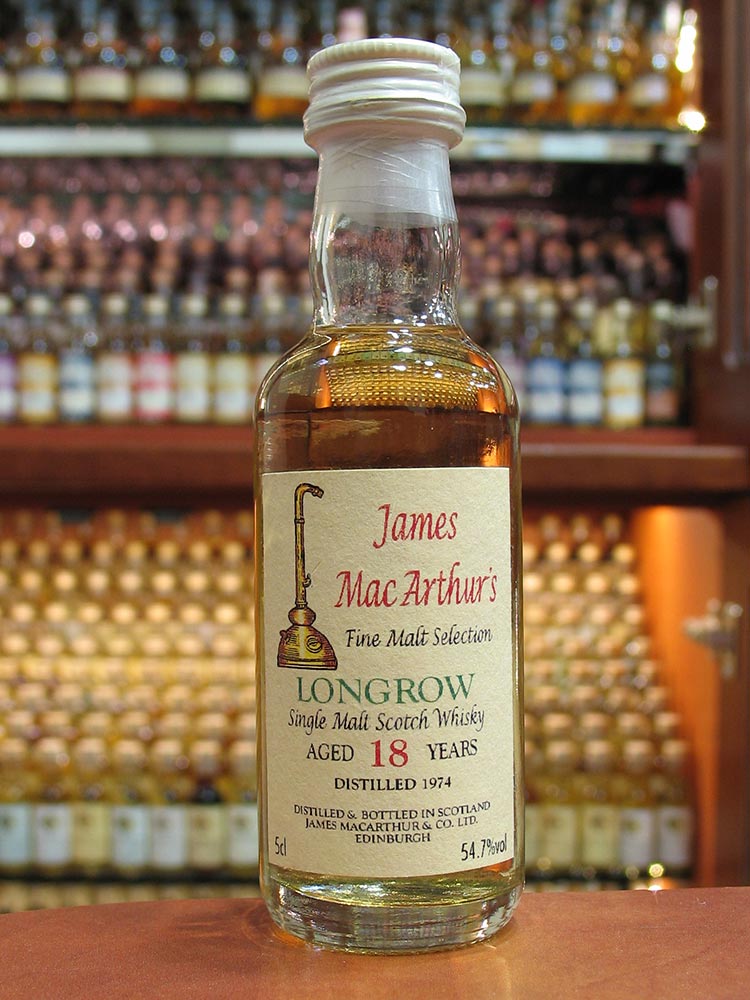 James
MacArthur's
Fine Malt Selection
LONGROW
Single Malt Scotch Whisky
AGED 18 YEARS
DISTILLED 1974
DISTILLED & BOTTLED IN SCOTLAND
JAMES MACARTHUR & CO. LTD.
EDINBURGH
5cl 54.7%vol